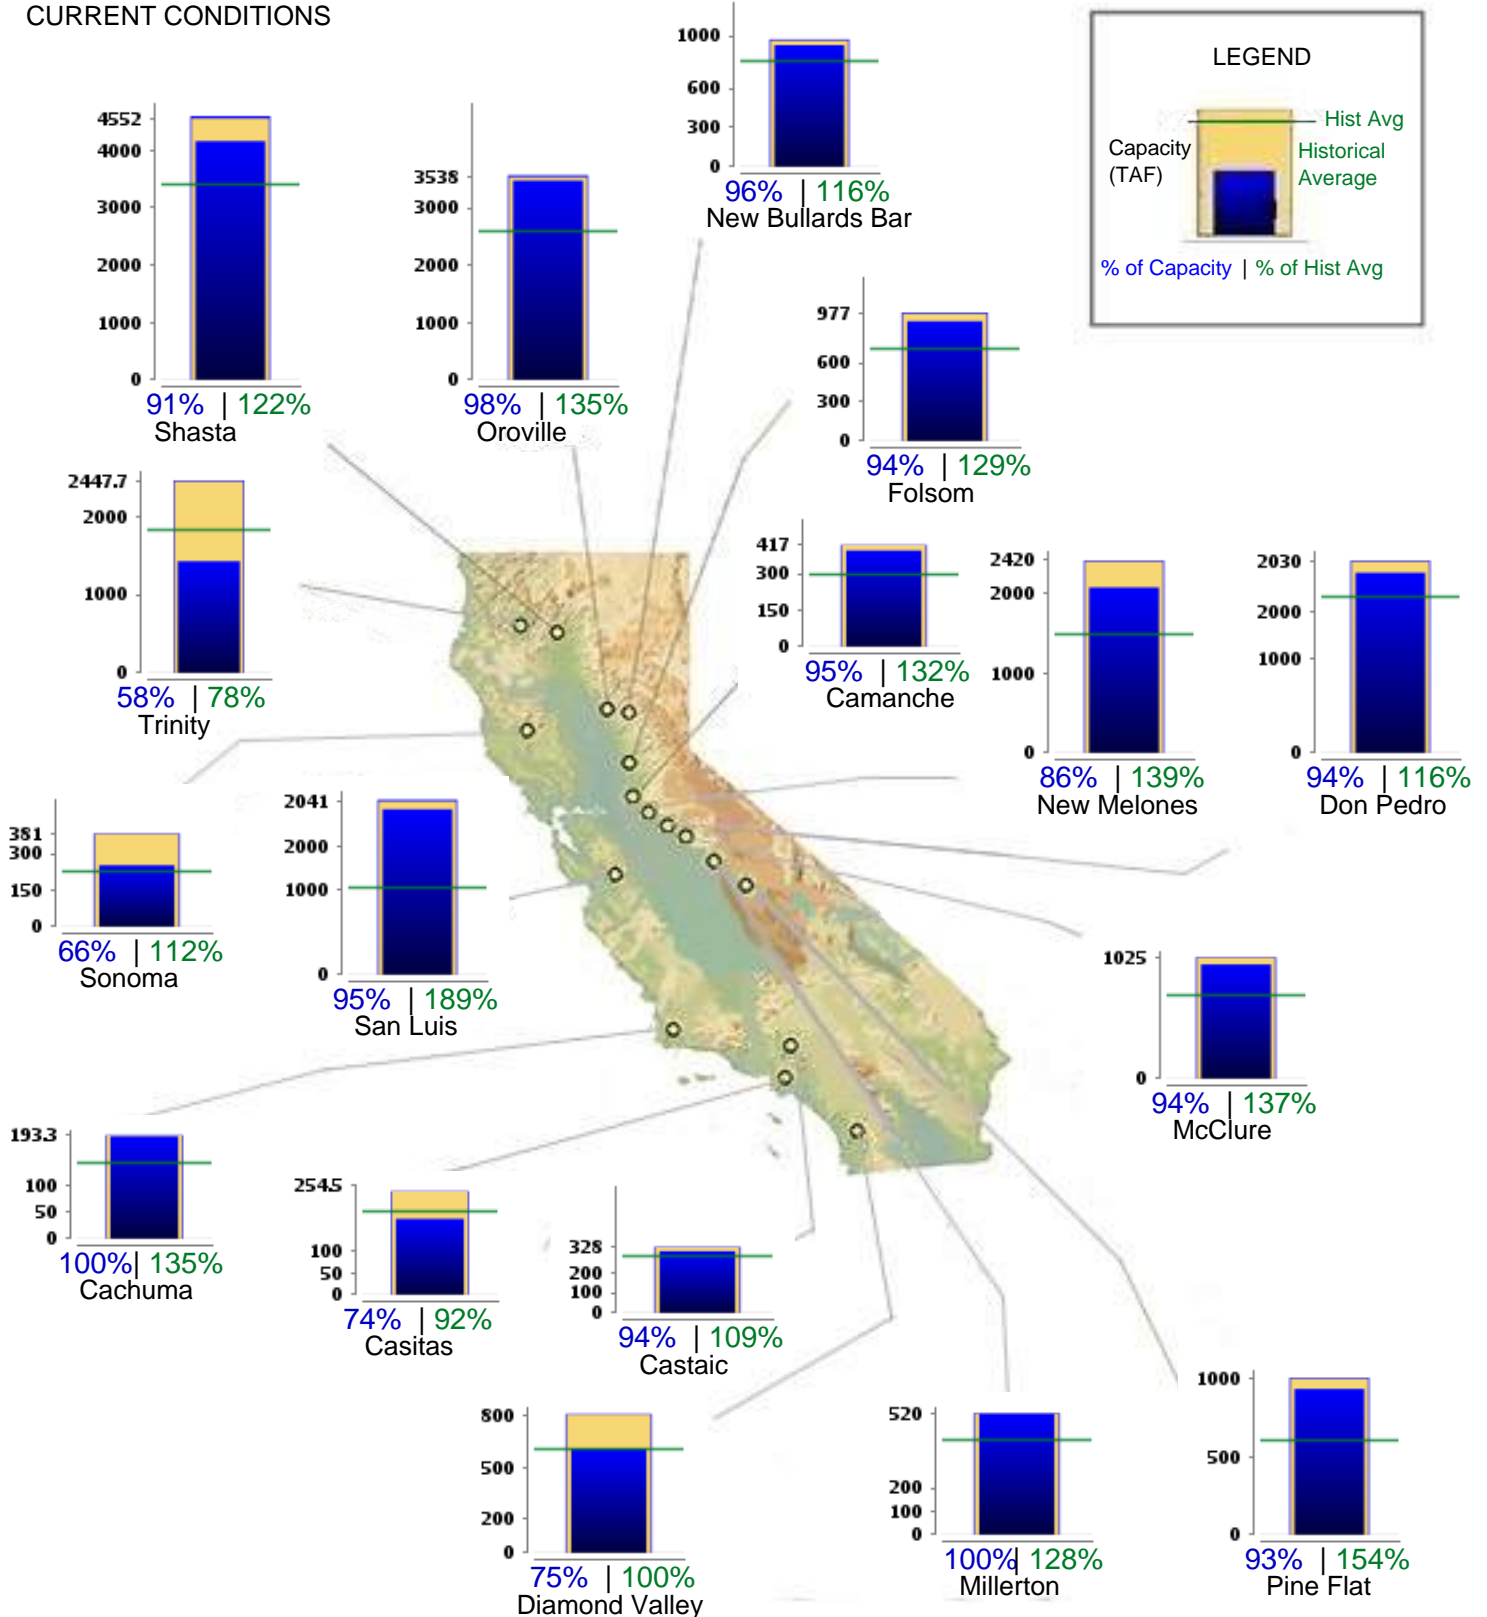 CURRENT CONDITIONS
LEGEND
Hist Avg
Capacity
(TAF)
Historical
Average
% of Capacity | % of Hist Avg
1000
600
300
0
96% | 116%
New Bullards Bar
4552
4000
3000
2000
1000
0
91% | 122%
Shasta
3538
3000
2000
1000
0
98% | 135%
Oroville
977
600
300
0
94% | 129%
Folsom
2447.7
2000
1000
0
58% | 78%
Trinity
417
300
150
0
95% | 132%
Camanche
2420
2000
1000
0
86% | 139%
New Melones
2030
2000
1000
0
94% | 116%
Don Pedro
381
300
150
0
66% | 112%
Sonoma
2041
2000
1000
0
95% | 189%
San Luis
1025
0
94% | 137%
McClure
193.3
100
50
0
100% | 135%
Cachuma
254.5
100
50
0
74% | 92%
Casitas
328
200
100
0
94% | 109%
Castaic
800
500
200
0
75% | 100%
Diamond Valley
520
200
100
0
100% | 128%
Millerton
1000
500
0
93% | 154%
Pine Flat